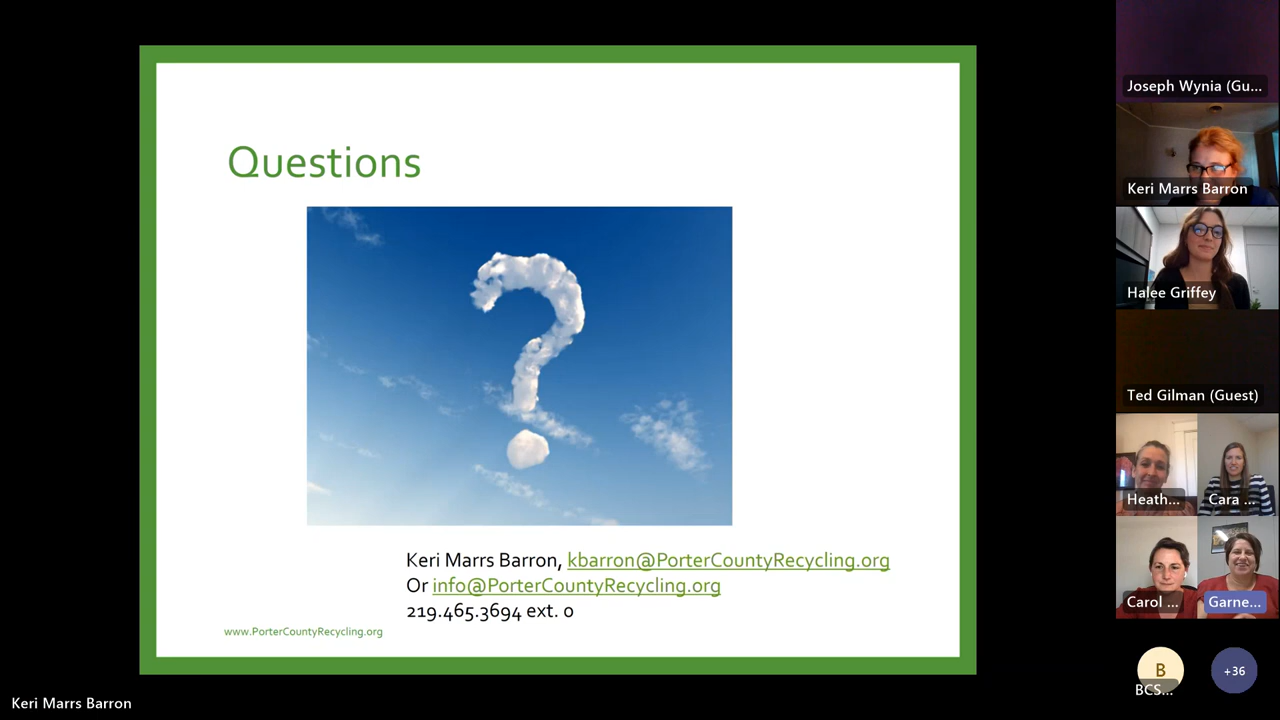 Questions
Keri Marrs Barron, kbarron@PorterCountyRecycling.org
Or info@PorterCountyRecycling.org
219.465.3694 ext. 0
www.PorterCountyRecycling.org
Keri Marrs Barron
Joseph Wynia (Gu...
Keri Marrs Barron
Halee Griffey
Ted Gilman (Guest)
Heath...
Cara ...
Carol ...
Garne...
B
BCS...
+36